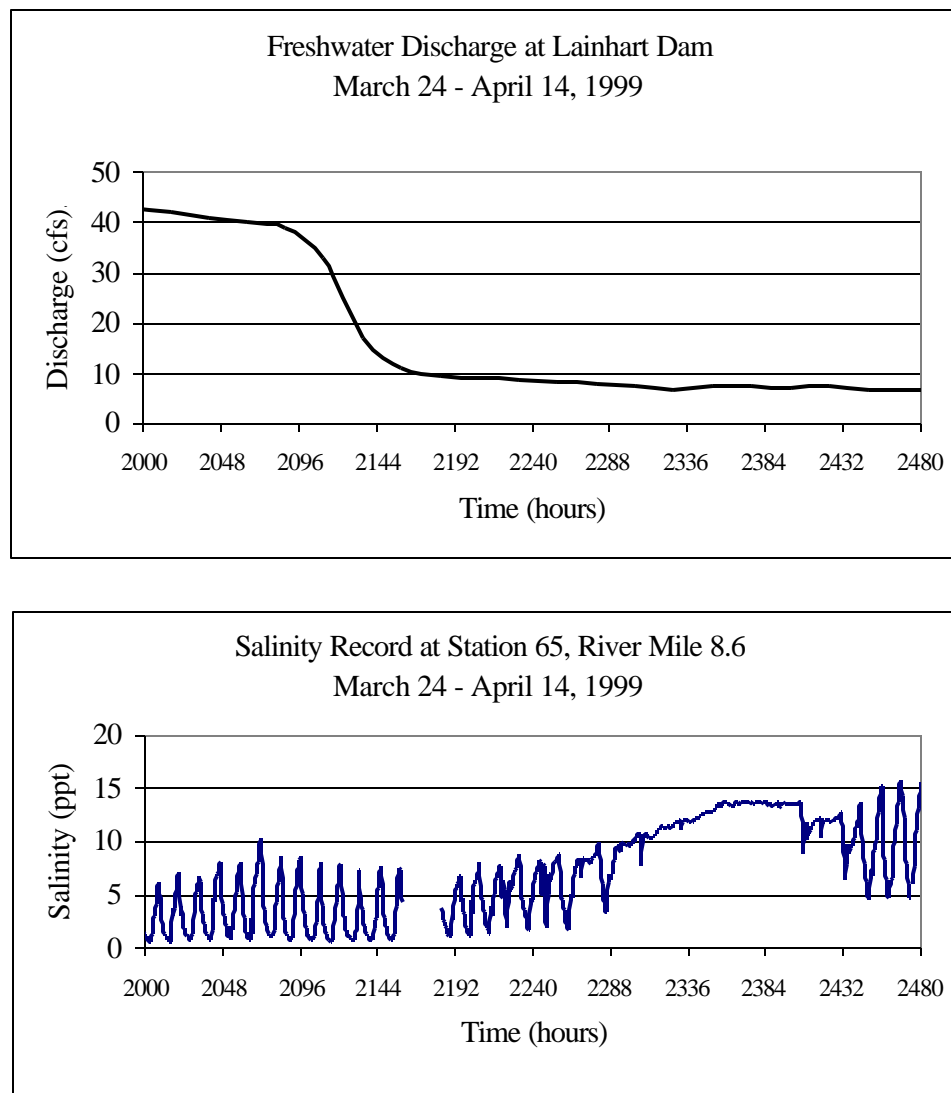 Freshwater Discharge at Lainhart Dam
March 24 - April 14, 1999
50
40
30
20
10
0
Discharge (cfs).
2000 2048 2096 2144 2192 2240 2288 2336 2384 2432 2480
Time (hours)
Salinity Record at Station 65, River Mile 8.6
March 24 - April 14, 1999
20
15
10
5
0
Salinity (ppt)
2000 2048 2096 2144 2192 2240 2288 2336 2384 2432 2480
Time (hours)